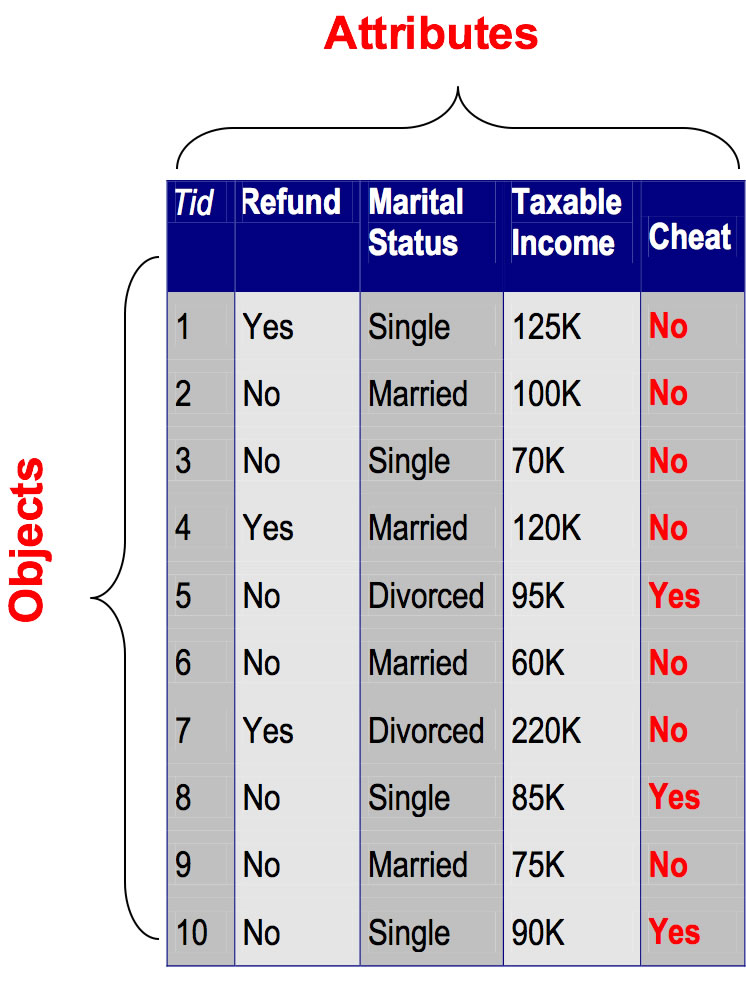 Attributes
Objects
Tid Refund Marital Status Taxable Income Cheat
1 Yes Single 125K No
2 No Married 100K No
3 No Single 70K No
4 Yes Married 120K No
5 No Divorced 95K Yes
6 No Married 60K No
7 Yes Divorced 220K No
8 No Single 85K Yes
9 No Married 75K No
10 No Single 90K Yes